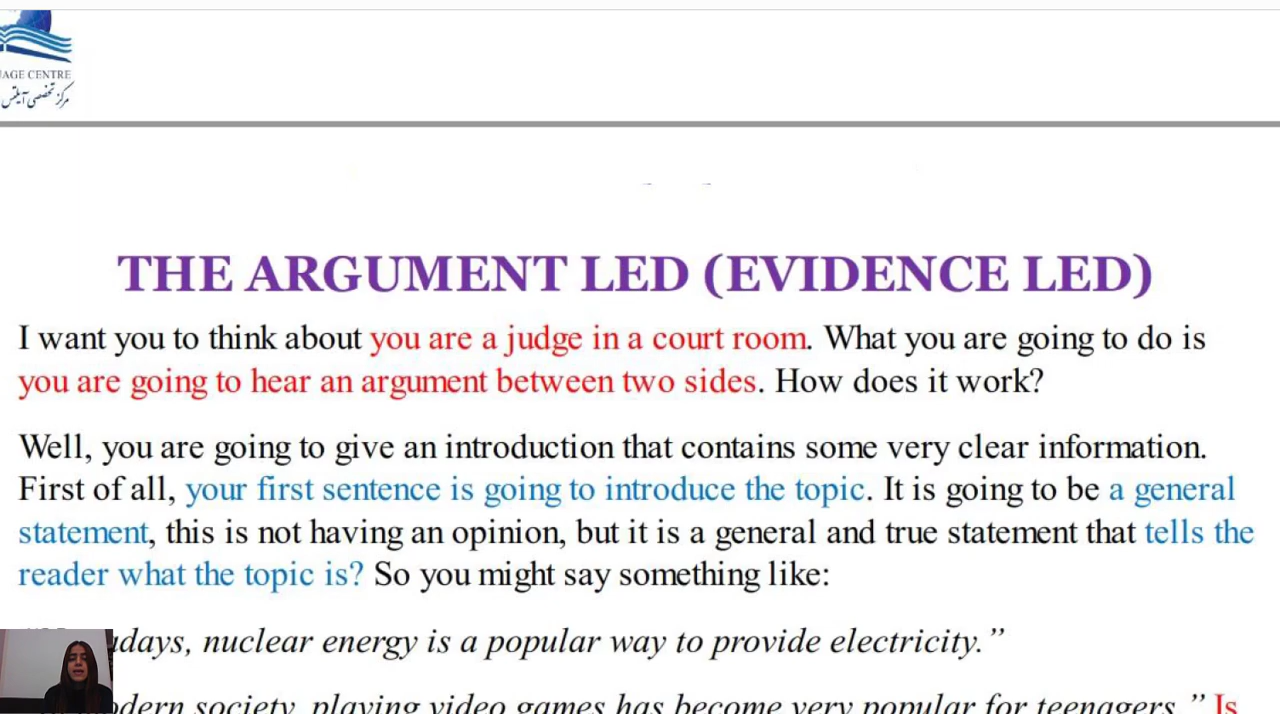 UAGE CENTRE
مرکز تخصصی آیلتس
THE ARGUMENT LED (EVIDENCE LED)
I want you to think about you are a judge in a court room. What you are going to do is
you are going to hear an argument between two sides. How does it work?
Well, you are going to give an introduction that contains some very clear information.
First of all, your first sentence is going to introduce the topic. It is going to be a general
statement, this is not having an opinion, but it is a general and true statement that tells the
reader what the topic is? So you might say something like:
adays, nuclear energy is a popular way to provide electricity.”
odern society, playing video games has become very popular for teenagers.” Is